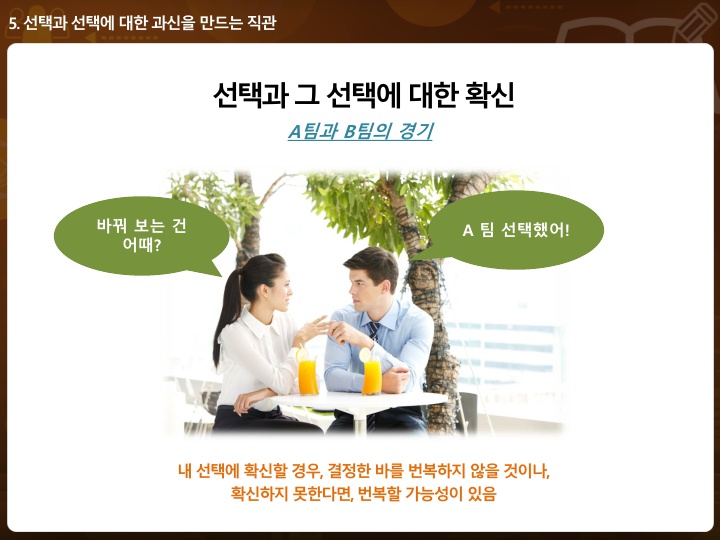 5. 선택과 선택에 대한 과신을 만드는 직관
선택과 그 선택에 대한 확신
A팀과 B팀의 경기
바꿔 보는 건
어때?
A 팀 선택했어!
내 선택에 확신할 경우, 결정한 바를 번복하지 않을 것이나,
확신하지 못한다면, 번복할 가능성이 있음